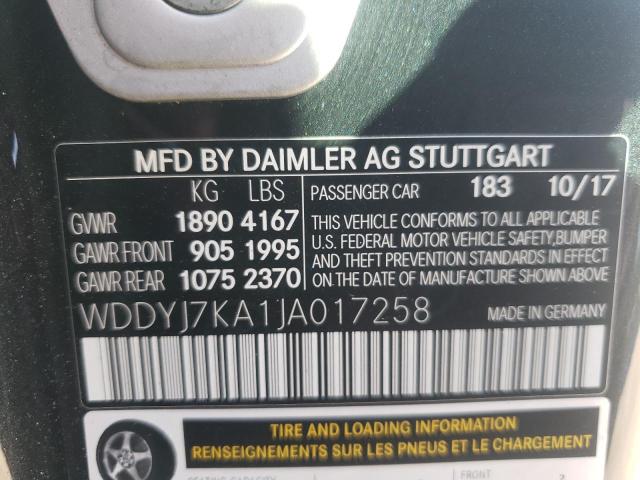 MFD BY DAIMLER AG STUTTGART
KG LBS
GVWR 1890 4167
GAWR FRONT 905 1995
GAWR REAR 1075 2370
PASSENGER CAR 183 10/17
THIS VEHICLE CONFORMS TO ALL APPLICABLE
U.S. FEDERAL MOTOR VEHICLE SAFETY,BUMPER
AND THEFT PREVENTION STANDARDS IN EFFECT
ON.THE DATE OF MANUFACTURE SHOWN ABOVE
WDDYJ7KA1JA017258 MADE IN GERMANY
TIRE AND LOADING INFORMATION
RENSEIGNEMENTS SUR LES PNEUS ET LE CHARGEMENT
SEATING CAPACITY FRONT